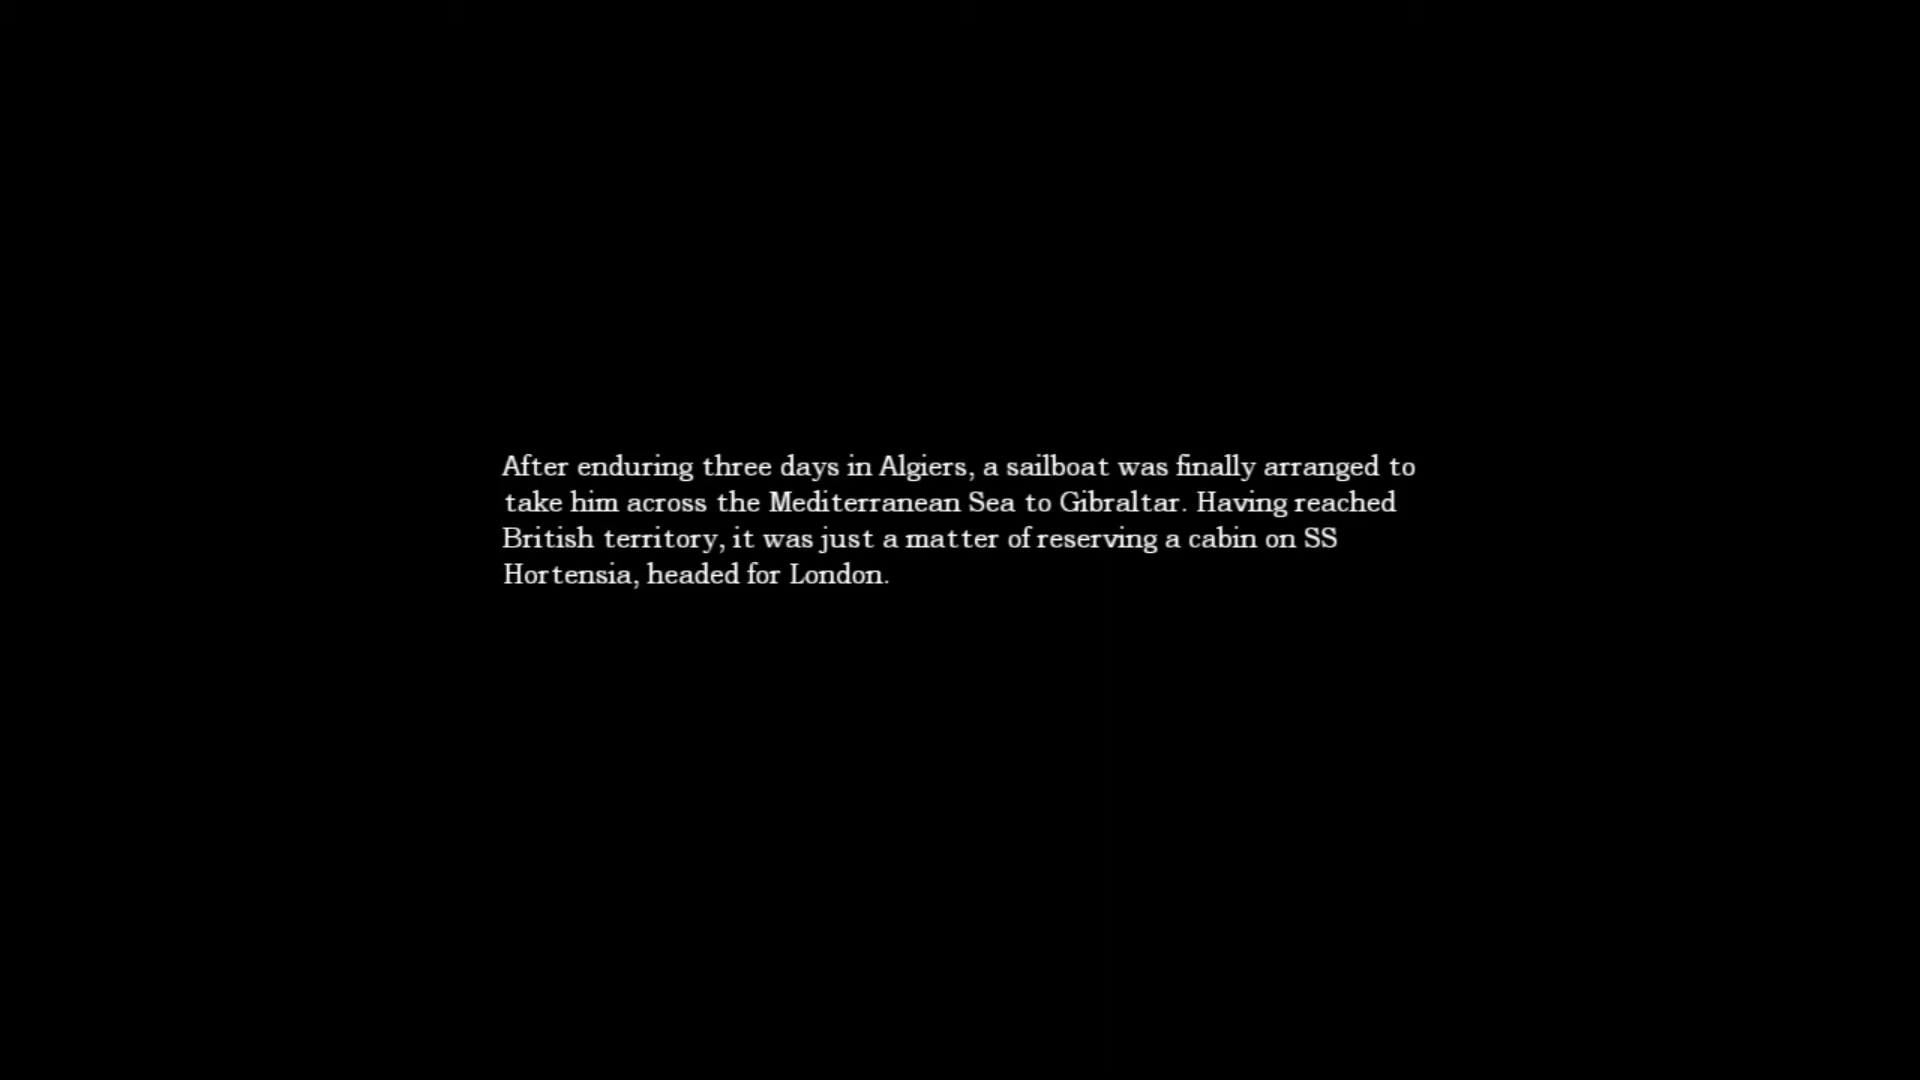 After enduring three days in Algiers, a sailboat was finally arranged to
take him across the Mediterranean Sea to Gibraltar. Having reached
British territory, it was just a matter of reserving a cabin on SS
Hortensia, headed for London.